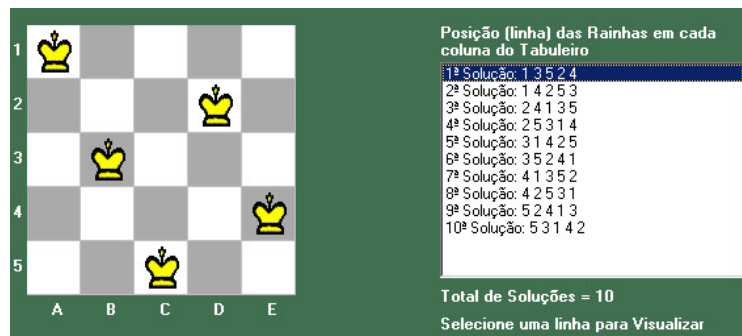 1
2
3
4
5
A B C D E
Posição (linha) das Rainhas em cada
coluna do Tabuleiro
1ª Solução: 1 3 5 2 4
2ª Solução: 1 4 2 5 3
3ª Solução: 2 4 1 3 5
4ª Solução: 2 5 3 1 4
5ª Solução: 3 1 4 2 5
6ª Solução: 3 5 2 4 1
7ª Solução: 4 1 3 5 2
8ª Solução: 4 2 5 3 1
9ª Solução: 5 2 4 1 3
10ª Solução: 5 3 1 4 2
Total de Soluções = 10
Selecione uma linha para Visualizar